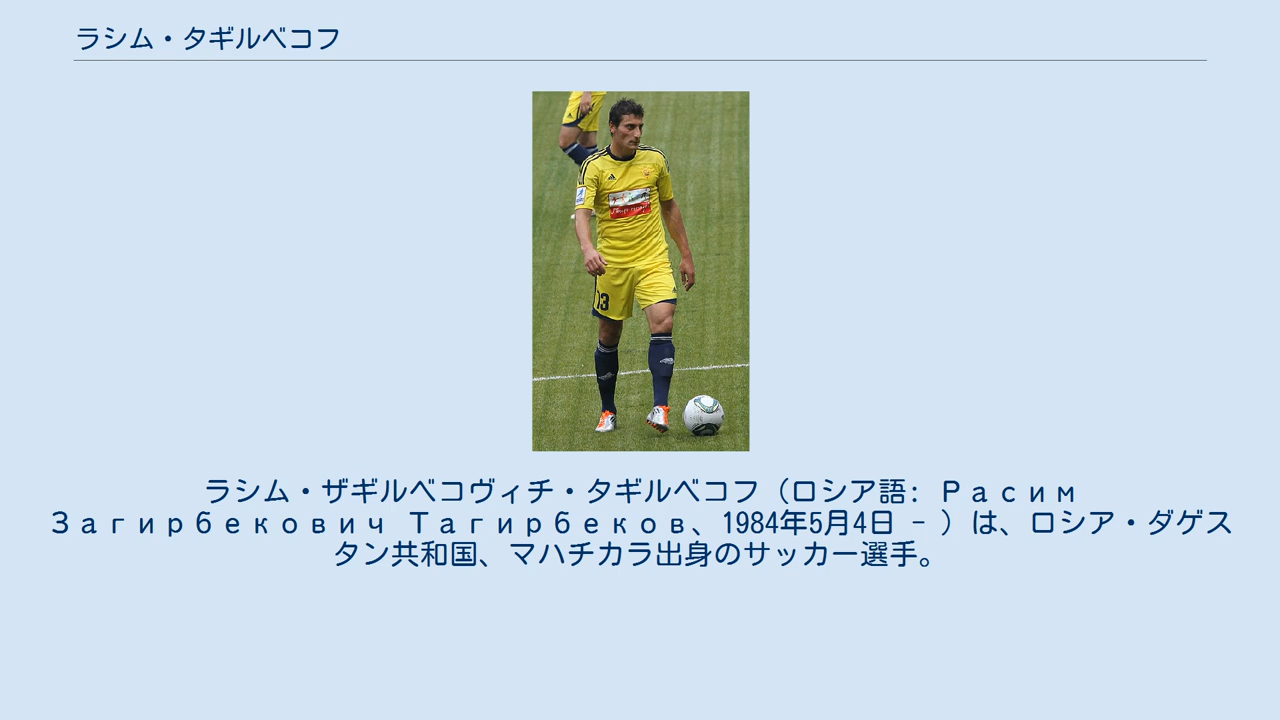 ラシム・タギルベコフ
13
ラシム・ザギルベコヴィチ・タギルベコフ（ロシア語: Расим
Загирбекович Тагирбеков、1984年5月4日 - ）は、ロシア・ダゲス
タン共和国、マハチカラ出身のサッカー選手。